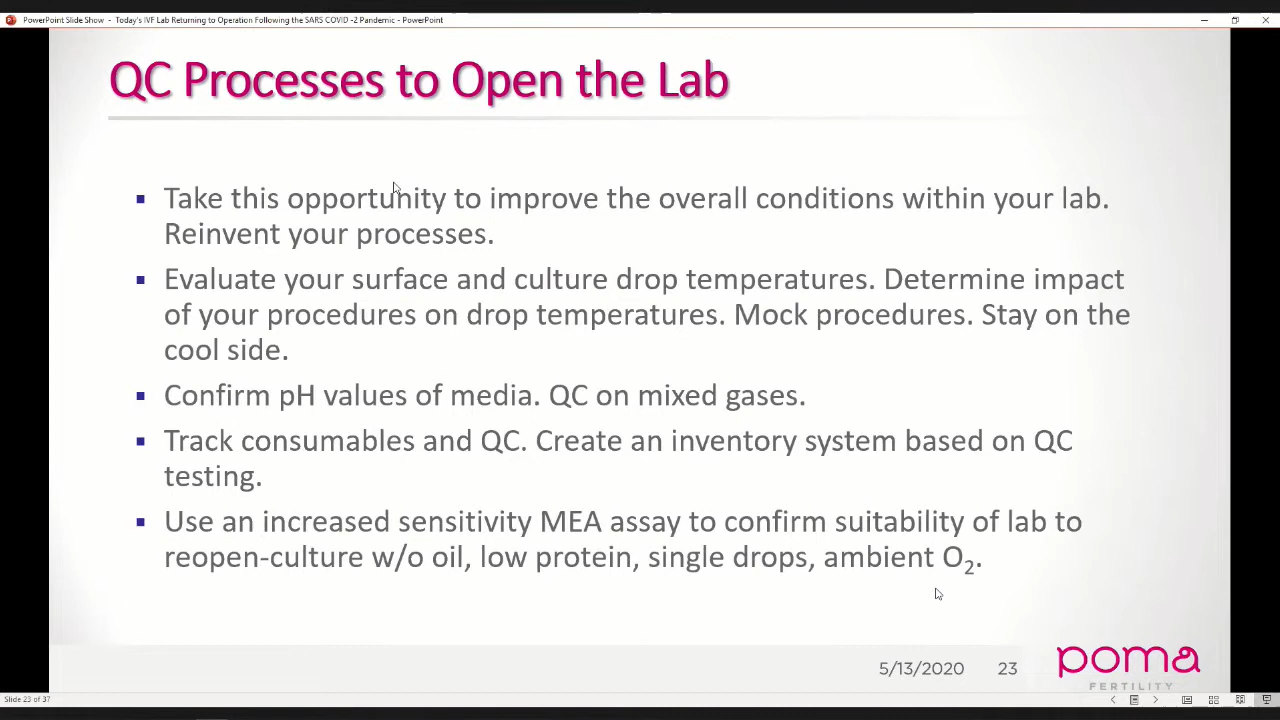 PowerPoint Slide Show - Today's IVF Lab Returning to Operation Following the SARS COVID -2 Pandemic - PowerPoint
QC Processes to Open the Lab
▪ Take this opportunity to improve the overall conditions within your lab.
Reinvent your processes.
▪ Evaluate your surface and culture drop temperatures. Determine impact
of your procedures on drop temperatures. Mock procedures. Stay on the
cool side.
▪ Confirm pH values of media. QC on mixed gases.
▪ Track consumables and QC. Create an inventory system based on QC
testing.
▪ Use an increased sensitivity MEA assay to confirm suitability of lab to
reopen-culture w/o oil, low protein, single drops, ambient O₂.
5/13/2020 23
poma
FERTILITY
Slide 23 of 37